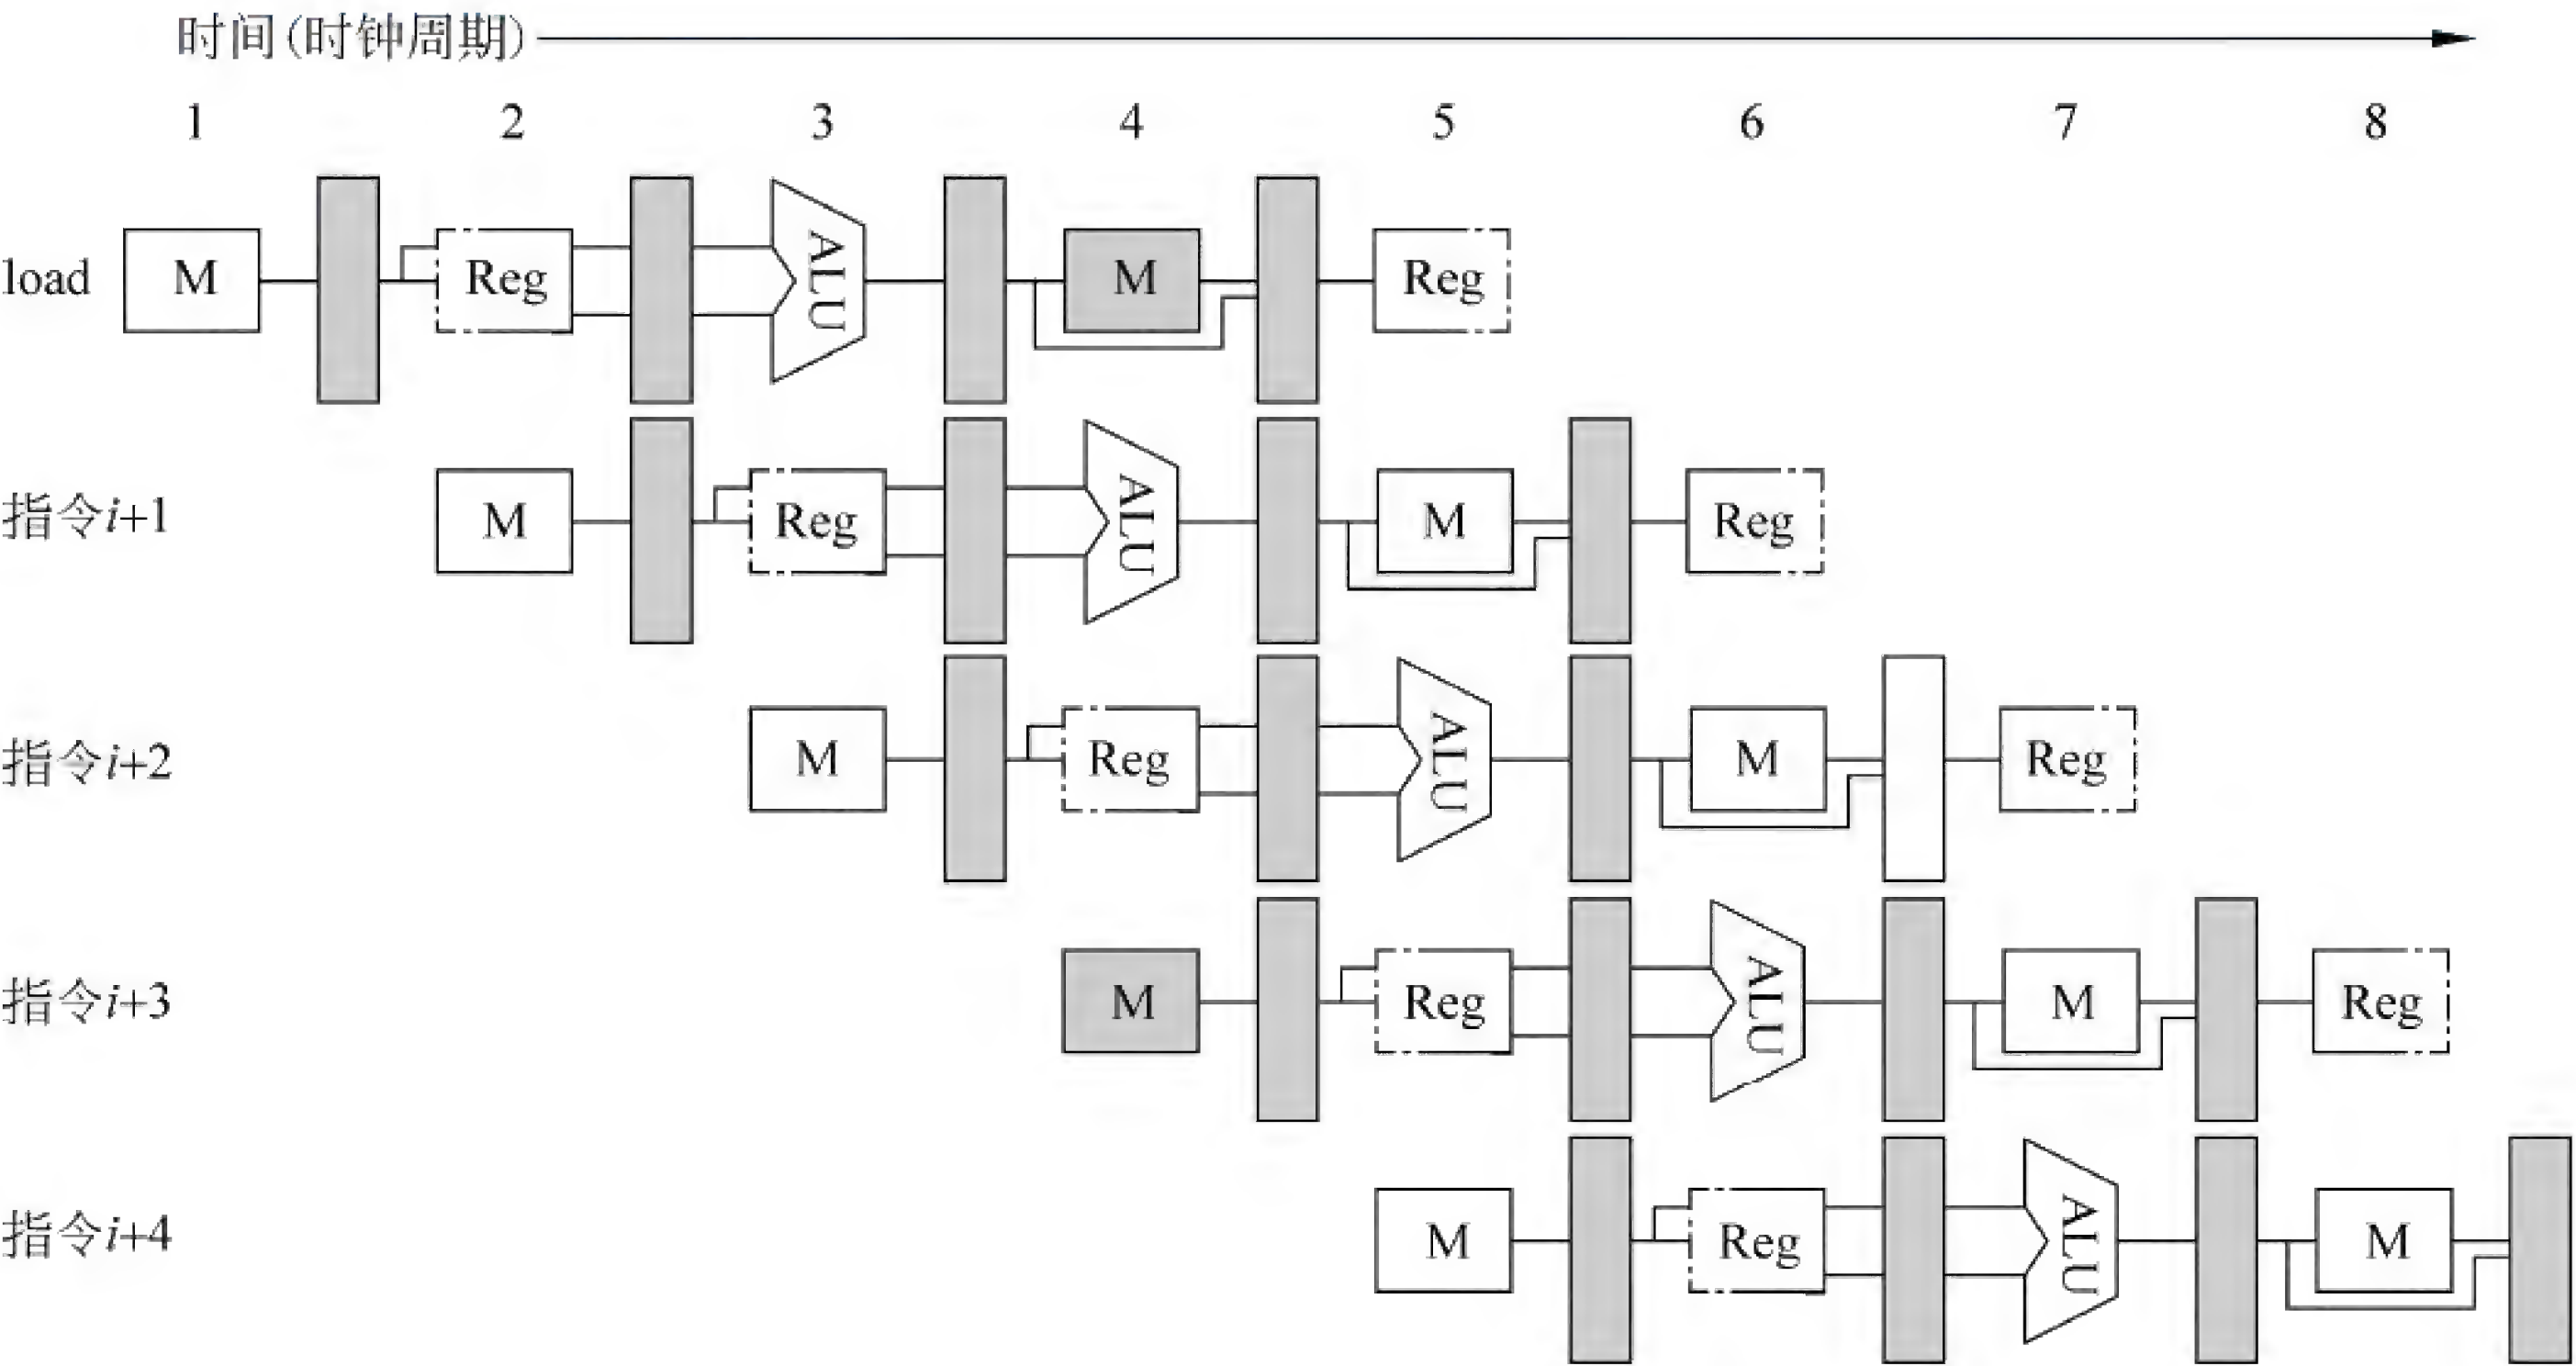 时间(时钟周期)
1 2 3 4 5 6 7 8
load M Reg ALU M Reg
指令i+1 M Reg ALU M Reg
指令i+2 M Reg ALU M Reg
指令i+3 M Reg ALU M Reg
指令i+4 M Reg ALU M